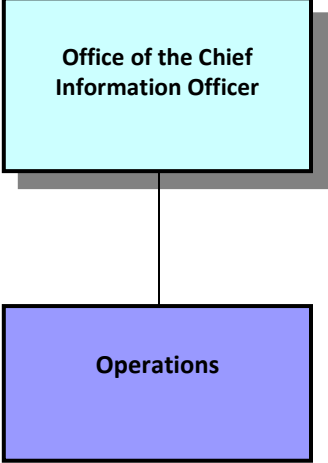 Office of the Chief
Information Officer
Operations